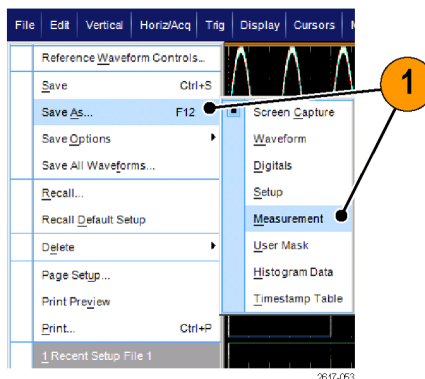 File Edit Vertical Horiz/Acq Trig Display Cursors
Reference Waveform Controls...
Save Ctrl+S
Save As... F12
Save Options
Save All Waveforms...
Recall...
Recall Default Setup
Delete
Page Setup...
Print Preview
Print... Ctrl+P
1 Recent Setup File 1
Screen Capture
Waveform
Digitals
Setup
Measurement
User Mask
Histogram Data
Timestamp Table
1
2617-053